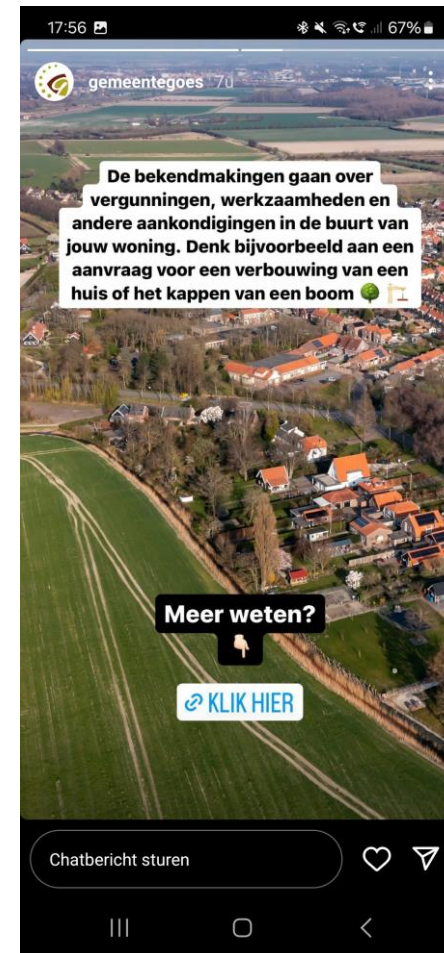 17:56 67%
gemeentegoes 7u
De bekendmakingen gaan over
vergunningen, werkzaamheden en
andere aankondigingen in de buurt van
jouw woning. Denk bijvoorbeeld aan een
aanvraag voor een verbouwing van een
huis of het kappen van een boom 🌳 🏗️
Meer weten?
👇🏻
KLIK HIER
Chatbericht sturen